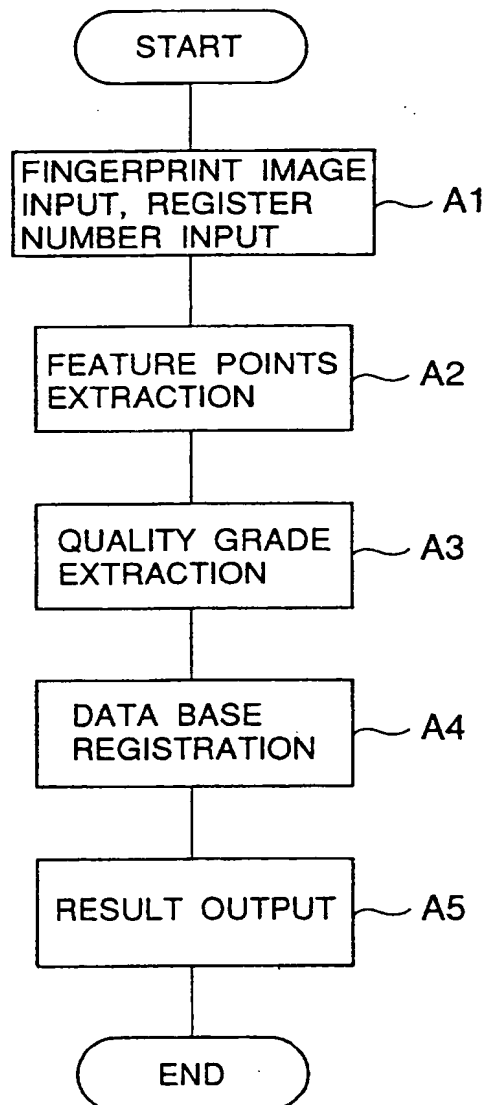 START
FINGERPRINT IMAGE
INPUT, REGISTER
NUMBER INPUT
A1
FEATURE POINTS
EXTRACTION
A2
QUALITY GRADE
EXTRACTION
A3
DATA BASE
REGISTRATION
A4
RESULT OUTPUT
A5
END